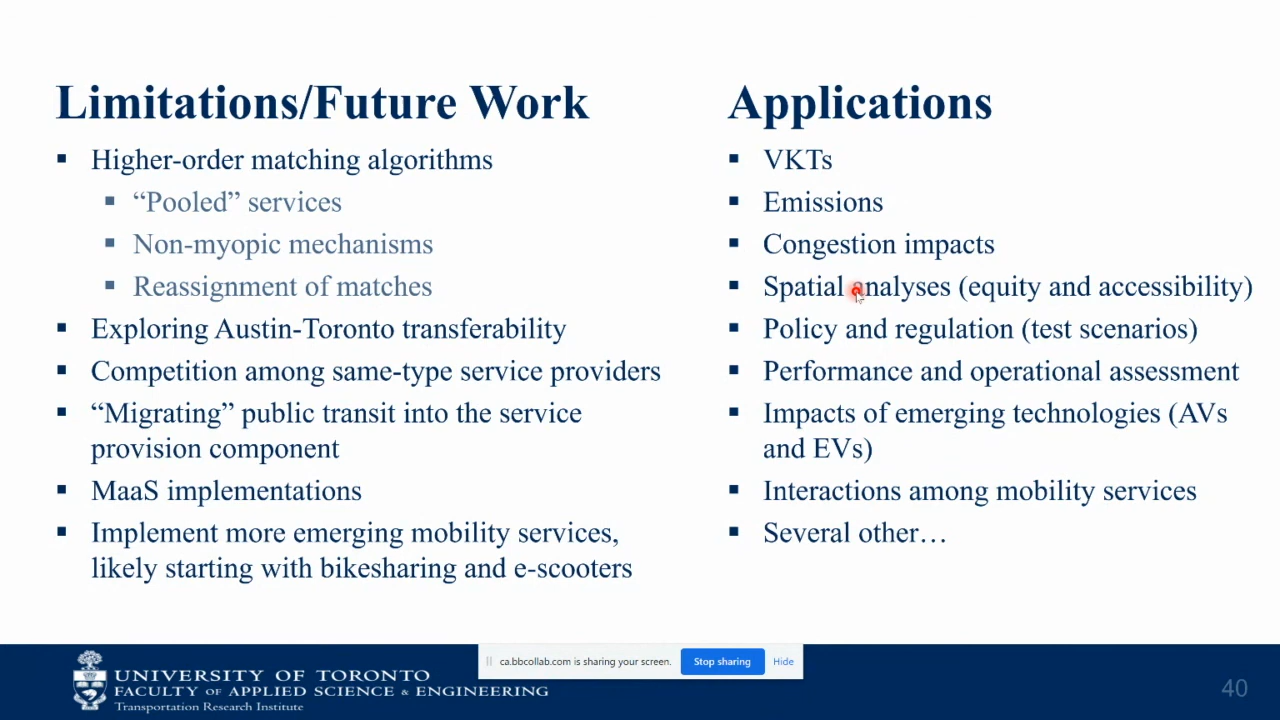 Limitations/Future Work
▪ Higher-order matching algorithms
▪ “Pooled” services
▪ Non-myopic mechanisms
▪ Reassignment of matches
▪ Exploring Austin-Toronto transferability
▪ Competition among same-type service providers
▪ “Migrating” public transit into the service
provision component
▪ MaaS implementations
▪ Implement more emerging mobility services,
likely starting with bikesharing and e-scooters
Applications
▪ VKTs
▪ Emissions
▪ Congestion impacts
▪ Spatial analyses (equity and accessibility)
▪ Policy and regulation (test scenarios)
▪ Performance and operational assessment
▪ Impacts of emerging technologies (AVs
and EVs)
▪ Interactions among mobility services
▪ Several other…
UNIVERSITY OF TORONTO
FACULTY OF APPLIED SCIENCE & ENGINEERING
Transportation Research Institute
ca.bbcollab.com is sharing your screen.
Stop sharing
Hide
40